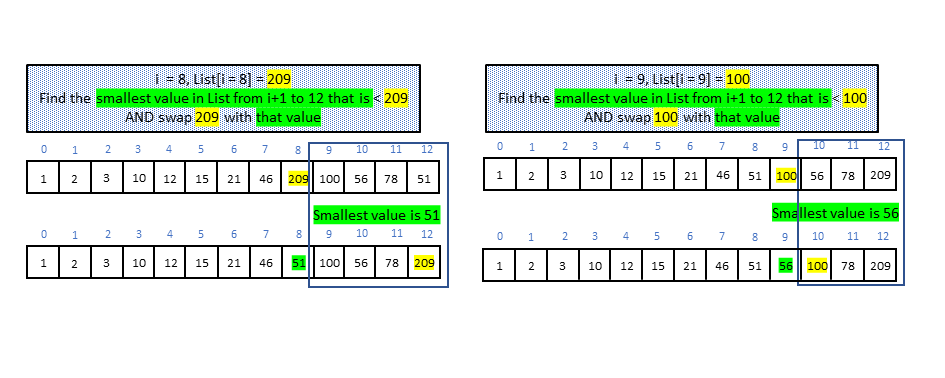 i = 8, List[i = 8] = 209
Find the smallest value in List from i+1 to 12 that is < 209
AND swap 209 with that value
0 1 2 3 4 5 6 7 8 9 10 11 12
1 2 3 10 12 15 21 46 209 100 56 78 51
Smallest value is 51
0 1 2 3 4 5 6 7 8 9 10 11 12
1 2 3 10 12 15 21 46 51 100 56 78 209
i = 9, List[i = 9] = 100
Find the smallest value in List from i+1 to 12 that is < 100
AND swap 100 with that value
0 1 2 3 4 5 6 7 8 9 10 11 12
1 2 3 10 12 15 21 46 51 100 56 78 209
Smallest value is 56
0 1 2 3 4 5 6 7 8 9 10 11 12
1 2 3 10 12 15 21 46 51 56 100 78 209